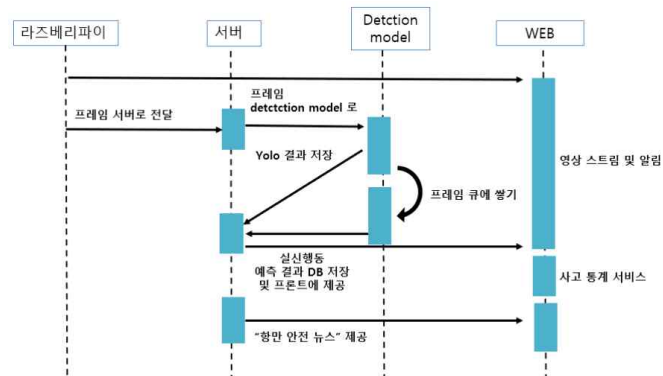 라즈베리파이
서버
Detction
model
WEB
프레임
detctction model 로
프레임 서버로 전달
Yolo 결과 저장
영상 스트림 및 알림
프레임 큐에 쌓기
실신행동
예측 결과 DB 저장
및 프론트에 제공
사고 통계 서비스
“항만 안전 뉴스” 제공